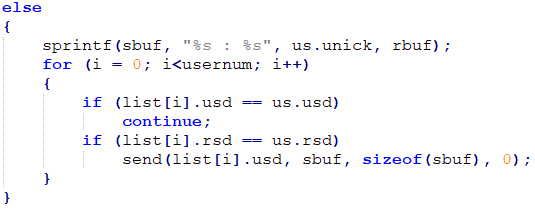 else
{
    sprintf(sbuf, "%s : %s", us.unick, rbuf);
    for (i = 0; i<usernum; i++)
    {
        if (list[i].usd == us.usd)
            continue;
        if (list[i].rsd == us.rsd)
            send(list[i].usd, sbuf, sizeof(sbuf), 0);
    }
}